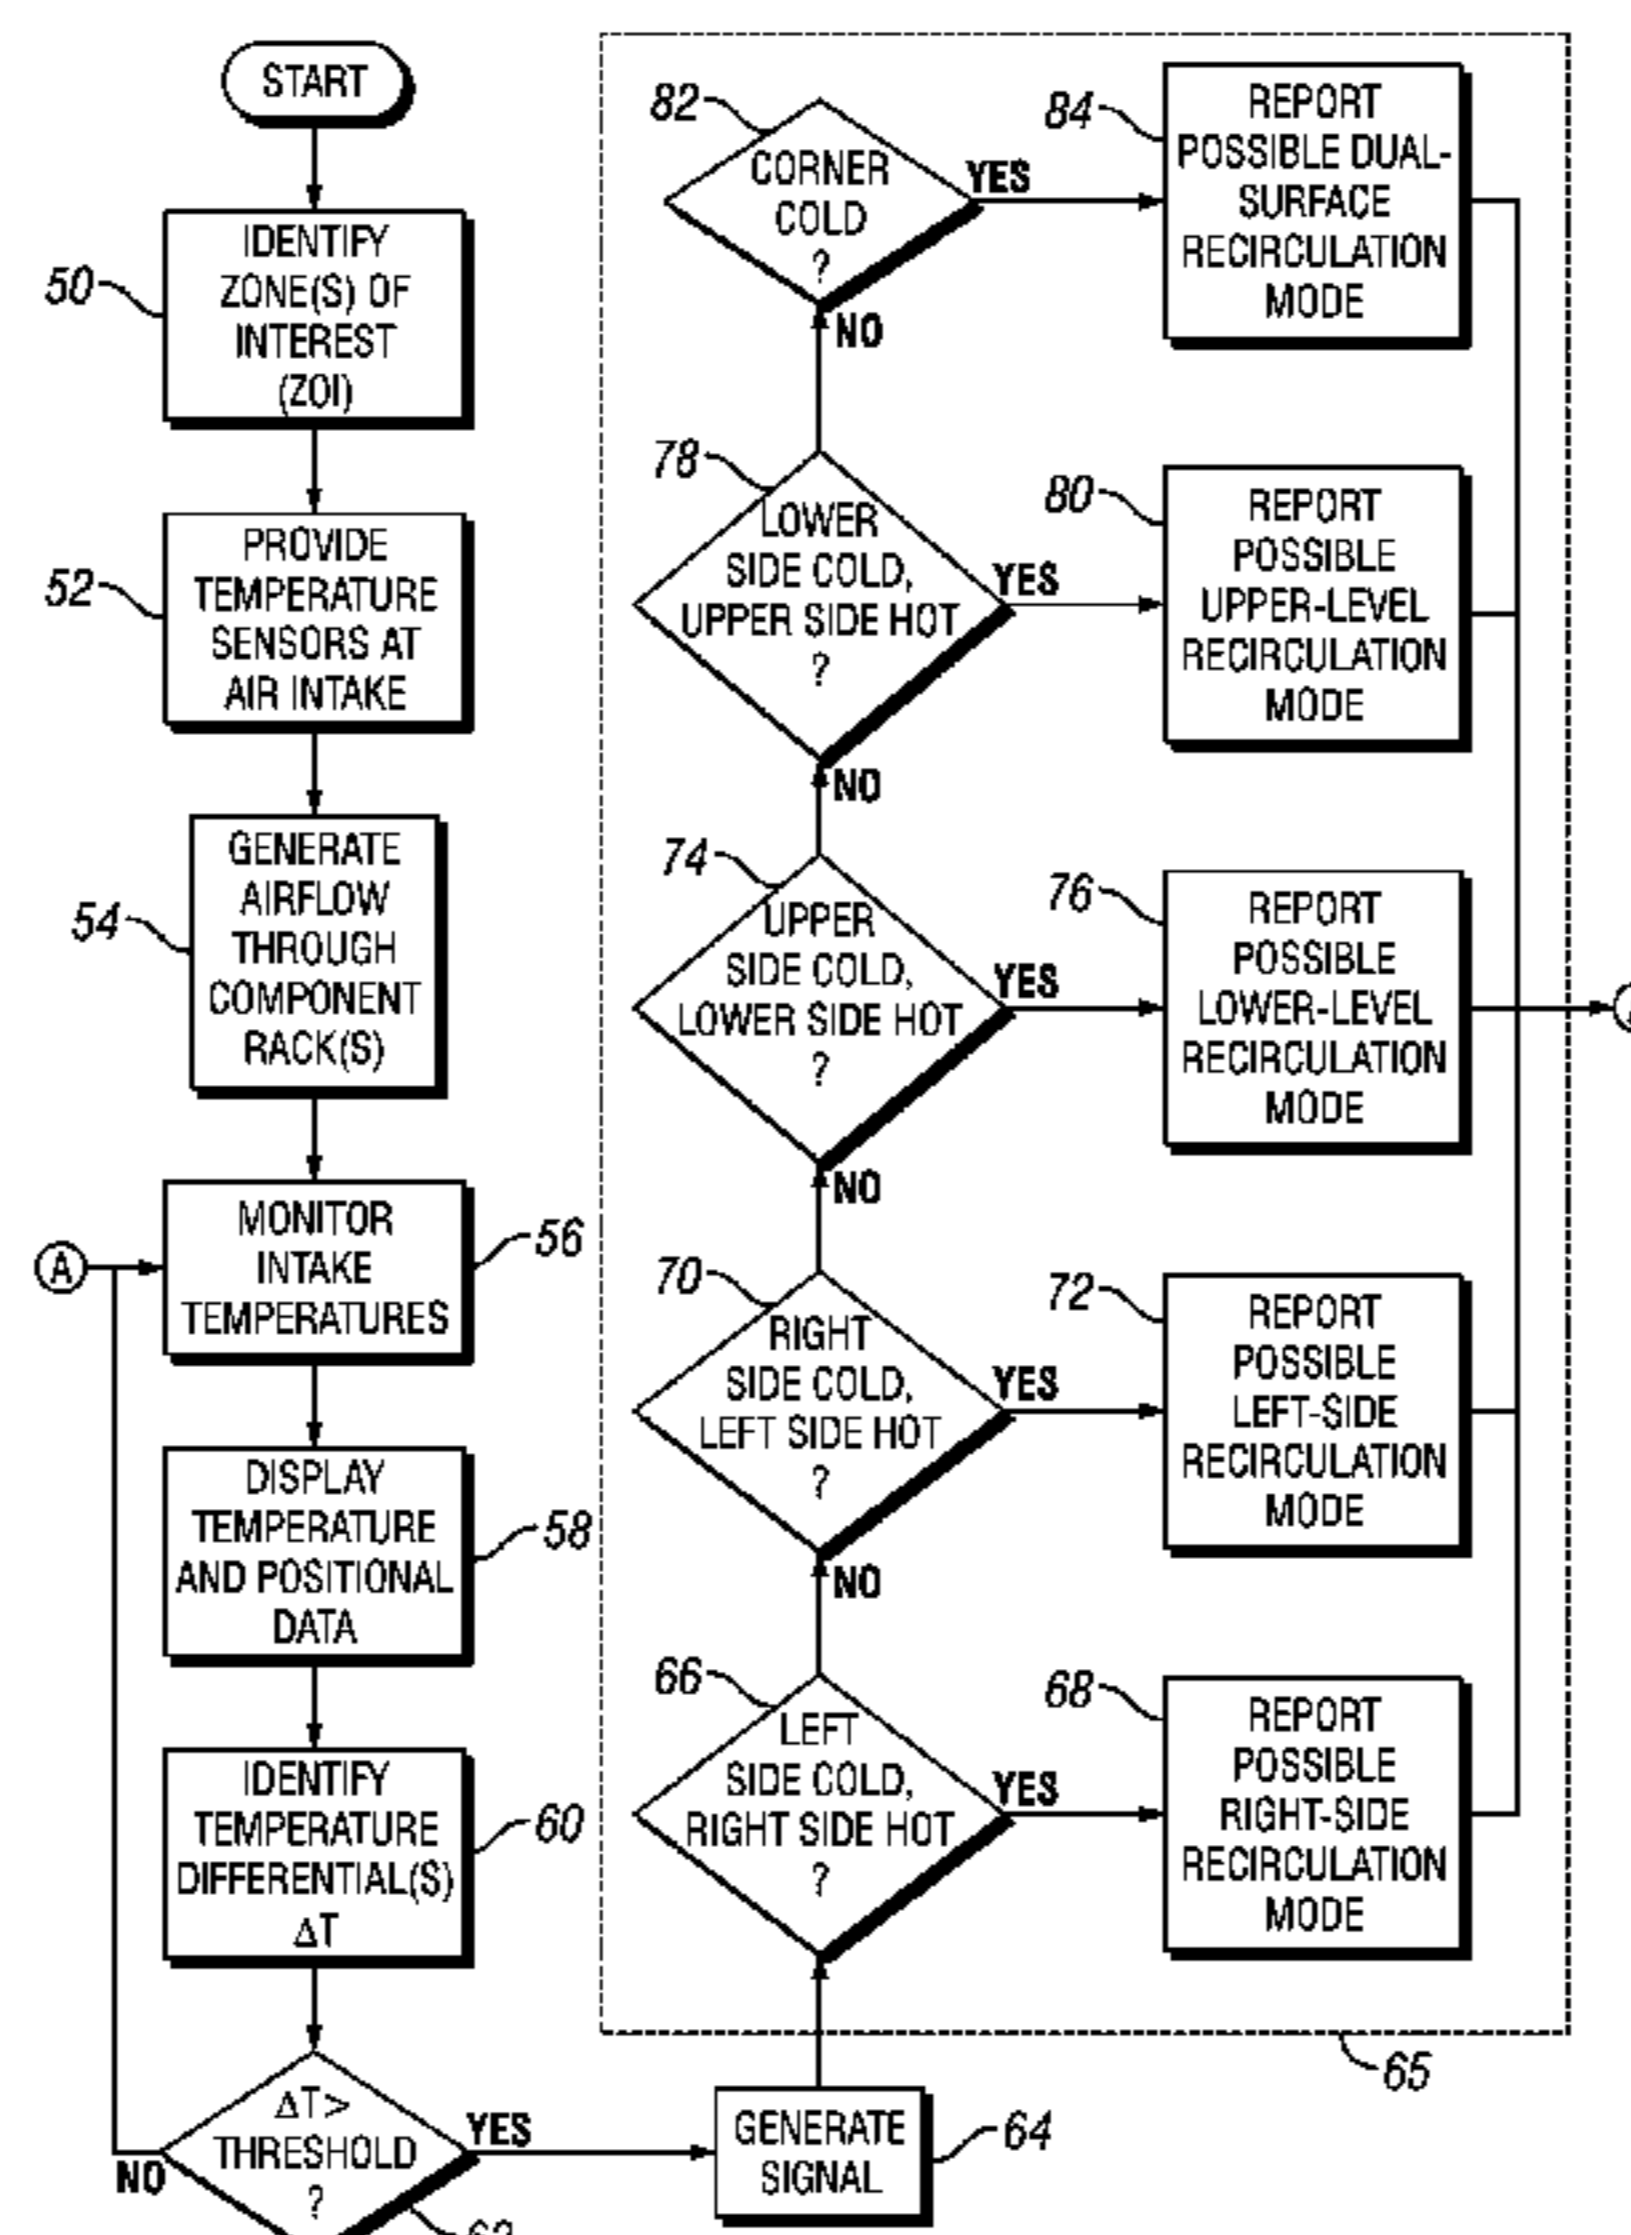 START
50
IDENTIFY
ZONE(S) OF
INTEREST
(ZOI)
52
PROVIDE
TEMPERATURE
SENSORS AT
AIR INTAKE
54
GENERATE
AIRFLOW
THROUGH
COMPONENT
RACK(S)
A
MONITOR
INTAKE
TEMPERATURES
56
DISPLAY
TEMPERATURE
AND POSITIONAL
DATA
58
IDENTIFY
TEMPERATURE
DIFFERENTIAL(S)
ΔT
60
ΔT >
THRESHOLD
?
NO
YES
GENERATE
SIGNAL
64
65
66
LEFT
SIDE COLD,
RIGHT SIDE HOT
?
YES
68
REPORT
POSSIBLE
RIGHT-SIDE
RECIRCULATION
MODE
NO
70
RIGHT
SIDE COLD,
LEFT SIDE HOT
?
YES
72
REPORT
POSSIBLE
LEFT-SIDE
RECIRCULATION
MODE
NO
74
UPPER
SIDE COLD,
LOWER SIDE HOT
?
YES
76
REPORT
POSSIBLE
LOWER-LEVEL
RECIRCULATION
MODE
NO
78
LOWER
SIDE COLD,
UPPER SIDE HOT
?
YES
80
REPORT
POSSIBLE
UPPER-LEVEL
RECIRCULATION
MODE
NO
82
CORNER
COLD
?
YES
84
REPORT
POSSIBLE DUAL-
SURFACE
RECIRCULATION
MODE